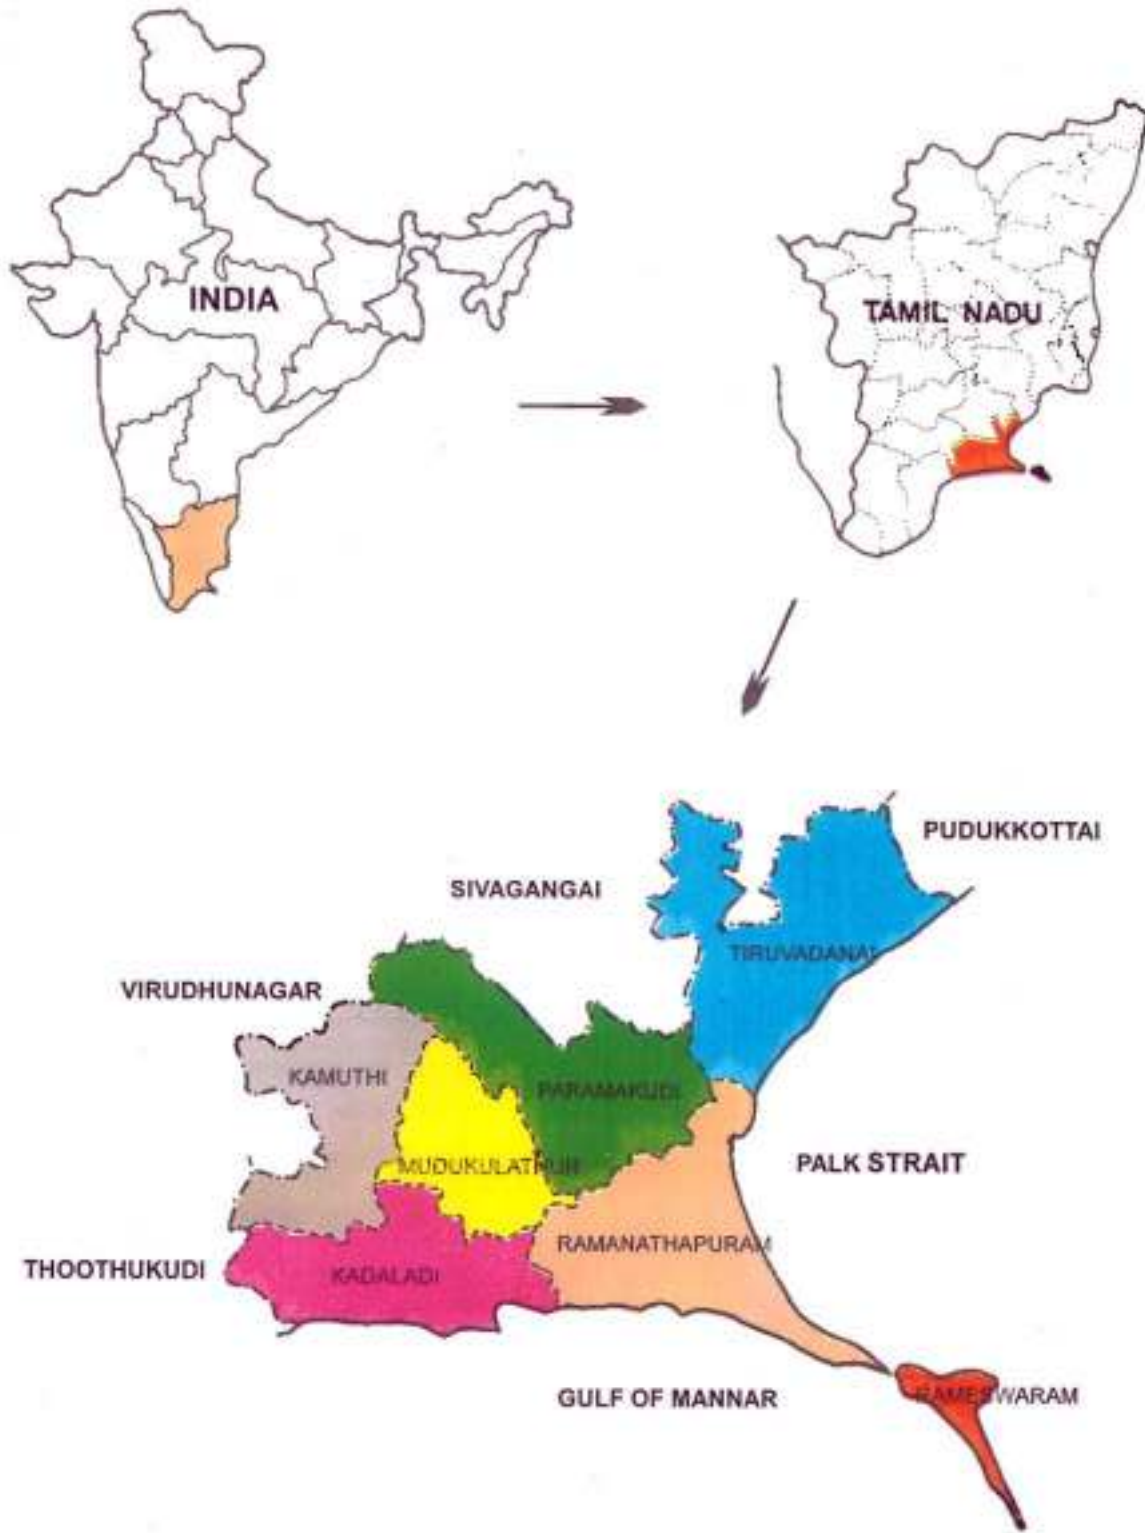 INDIA
TAMIL NADU
PUDUKKOTTAI
SIVAGANGAI
TIRUVADANAI
VIRUDHUNAGAR
KAMUTHI
PARAMAKUDI
MUDUKULATHUR
PALK STRAIT
RAMANATHAPURAM
THOOTHUKUDI
KADALADI
GULF OF MANNAR
RAMESWARAM